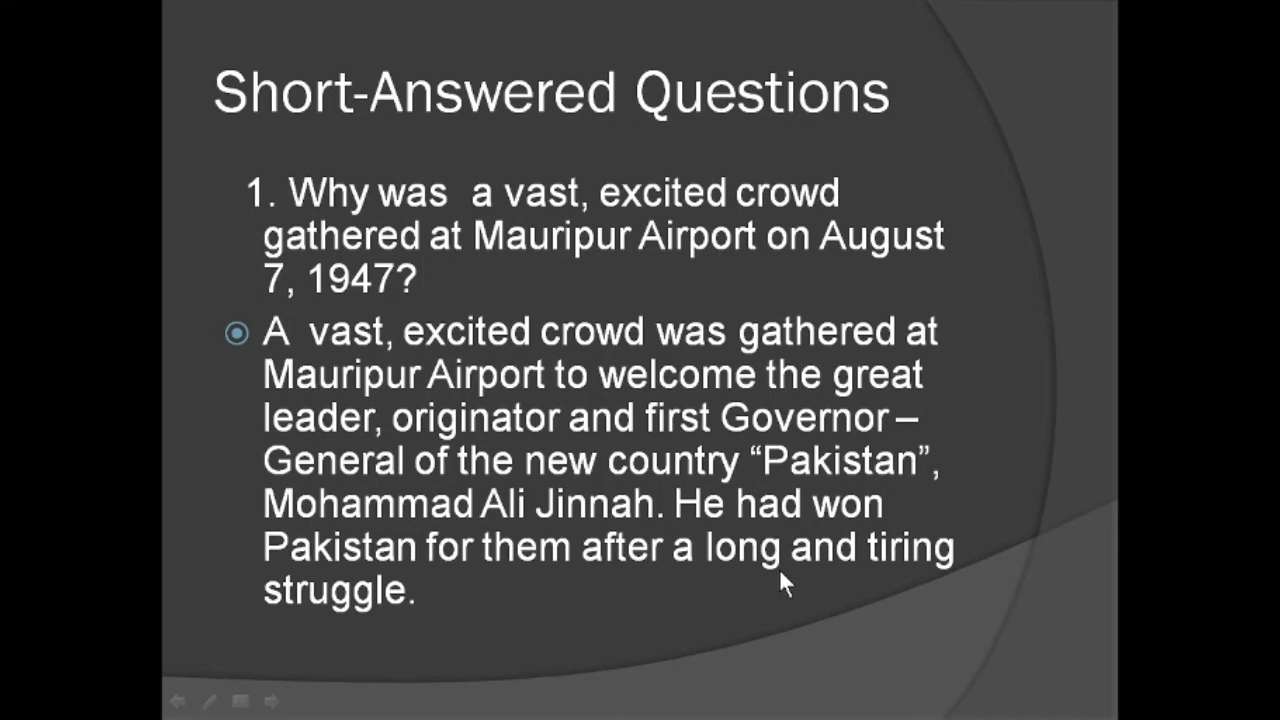 Short-Answered Questions
1. Why was a vast, excited crowd
gathered at Mauripur Airport on August
7, 1947?
A vast, excited crowd was gathered at
Mauripur Airport to welcome the great
leader, originator and first Governor –
General of the new country “Pakistan”,
Mohammad Ali Jinnah. He had won
Pakistan for them after a long and tiring
struggle.